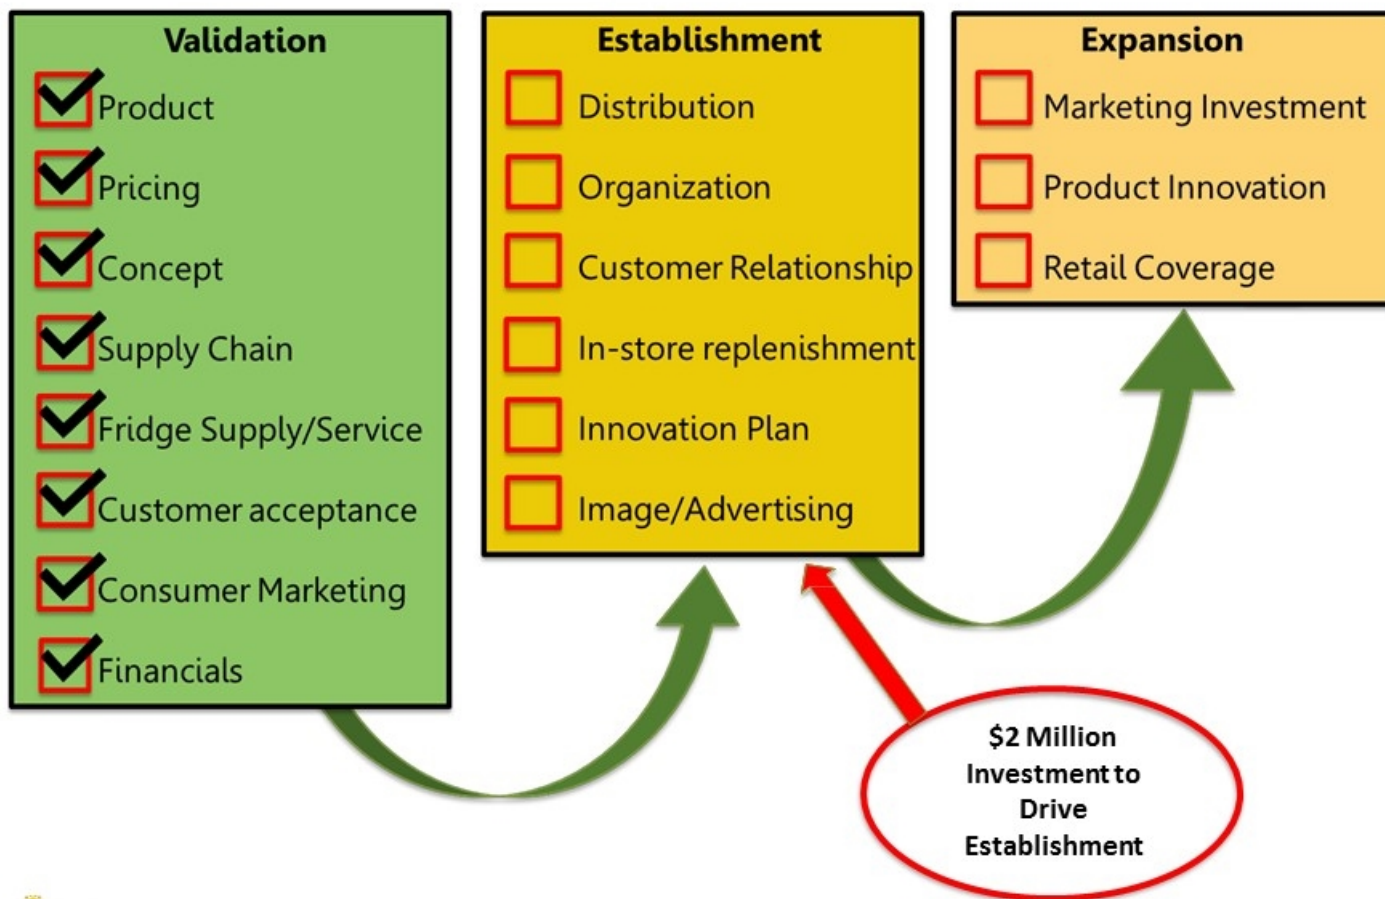 Validation
Product
Pricing
Concept
Supply Chain
Fridge Supply/Service
Customer acceptance
Consumer Marketing
Financials
Establishment
Distribution
Organization
Customer Relationship
In-store replenishment
Innovation Plan
Image/Advertising
Expansion
Marketing Investment
Product Innovation
Retail Coverage
$2 Million
Investment to
Drive
Establishment